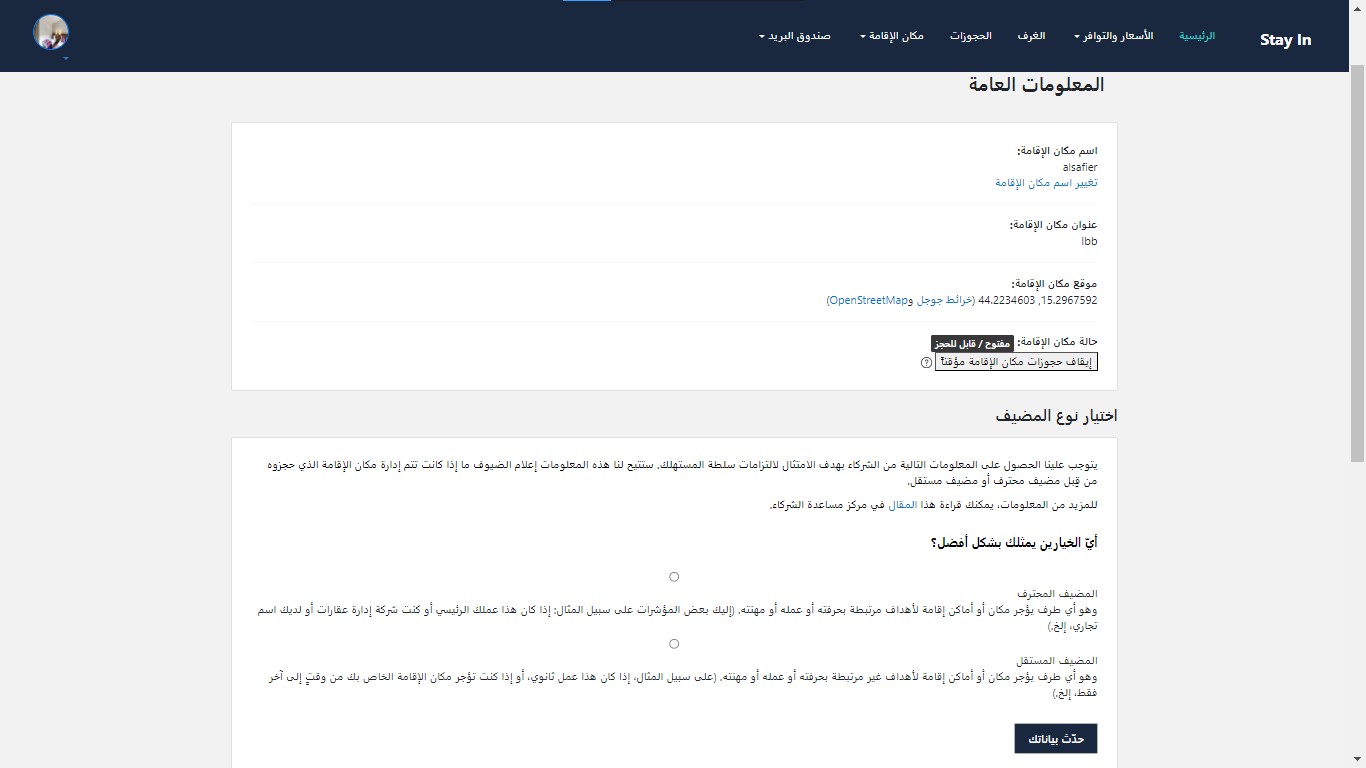 Stay In
الرئيسية
الأسعار والتوافر
الغرف
الحجوزات
مكان الإقامة
صندوق البريد
المعلومات العامة
اسم مكان الإقامة:
alsafier
تغيير اسم مكان الإقامة
عنوان مكان الإقامة:
Ibb
موقع مكان الإقامة:
15.2967592, 44.2234603 (خرائط جوجل وOpenStreetMap)
حالة مكان الإقامة: مفتوح / قابل للحجز
إيقاف حجوزات مكان الإقامة مؤقتاً ?
اختيار نوع المضيف
يتوجب علينا الحصول على المعلومات التالية من الشركاء بهدف الامتثال لالتزامات سلطة المستهلك. ستتيح لنا هذه المعلومات إعلام الضيوف ما إذا كانت تتم إدارة مكان الإقامة الذي حجزوه
من قِبل مضيف محترف أو مضيف مستقل.
للمزيد من المعلومات، يمكنك قراءة هذا المقال في مركز مساعدة الشركاء.
أيّ الخيارين يمثلك بشكل أفضل؟
المضيف المحترف
وهو أي طرف يؤجر مكان أو أماكن إقامة لأهداف مرتبطة بحرفته أو عمله أو مهنته. (إليك بعض المؤشرات على سبيل المثال: إذا كان هذا عملك الرئيسي أو كنت شركة إدارة عقارات أو لديك اسم
تجاري، إلخ.)
المضيف المستقل
وهو أي طرف يؤجر مكان أو أماكن إقامة لأهداف غير مرتبطة بحرفته أو عمله أو مهنته. (على سبيل المثال، إذا كان هذا عمل ثانوي، أو إذا كنت تؤجر مكان الإقامة الخاص بك من وقتٍ إلى آخر
فقط، إلخ.)
حدّث بياناتك